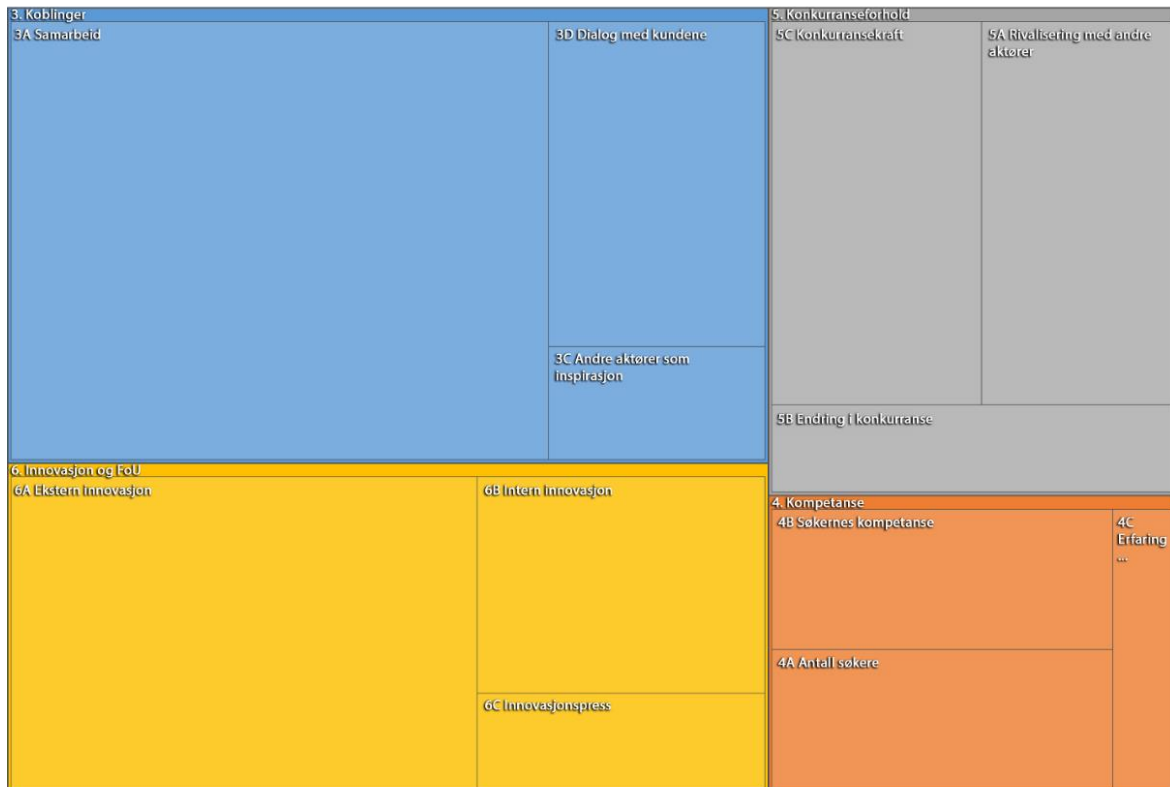 3. Koblinger
3A Samarbeid
3D Dialog med kundene
3C Andre aktører som
inspirasjon
5. Konkurranseforhold
5C Konkurransekraft
5A Rivalisering med andre
aktører
5B Endring i konkurranse
6. Innovasjon og FoU
6A Ekstern innovasjon
6B Intern innovasjon
6C Innovasjonspress
4. Kompetanse
4B Søkernes kompetanse
4C
Erfaring
...
4A Antall søkere